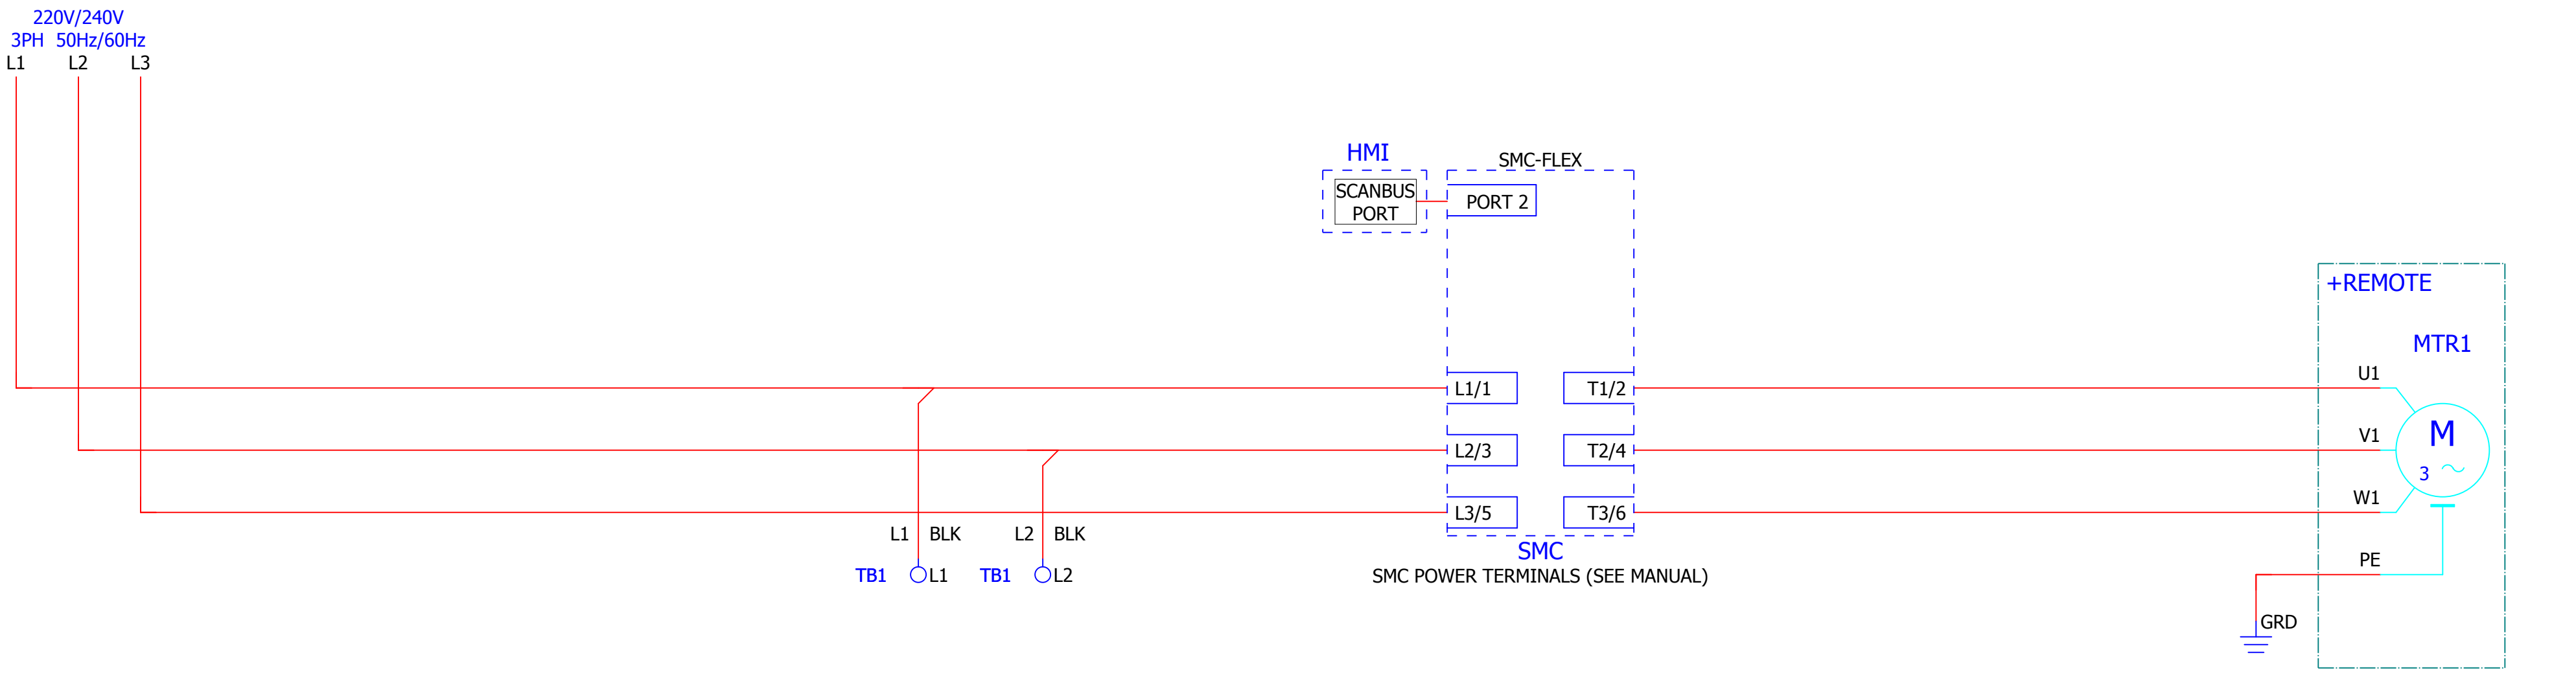 220V/240V
3PH 50Hz/60Hz
L1 L2 L3
HMI
SCANBUS
PORT
SMC-FLEX
PORT 2
+REMOTE
MTR1
L1/1 T1/2 U1
L2/3 T2/4 V1
M
3
L3/5 T3/6 W1
L1 BLK L2 BLK
SMC
TB1 L1 TB1 L2
SMC POWER TERMINALS (SEE MANUAL)
PE
GRD